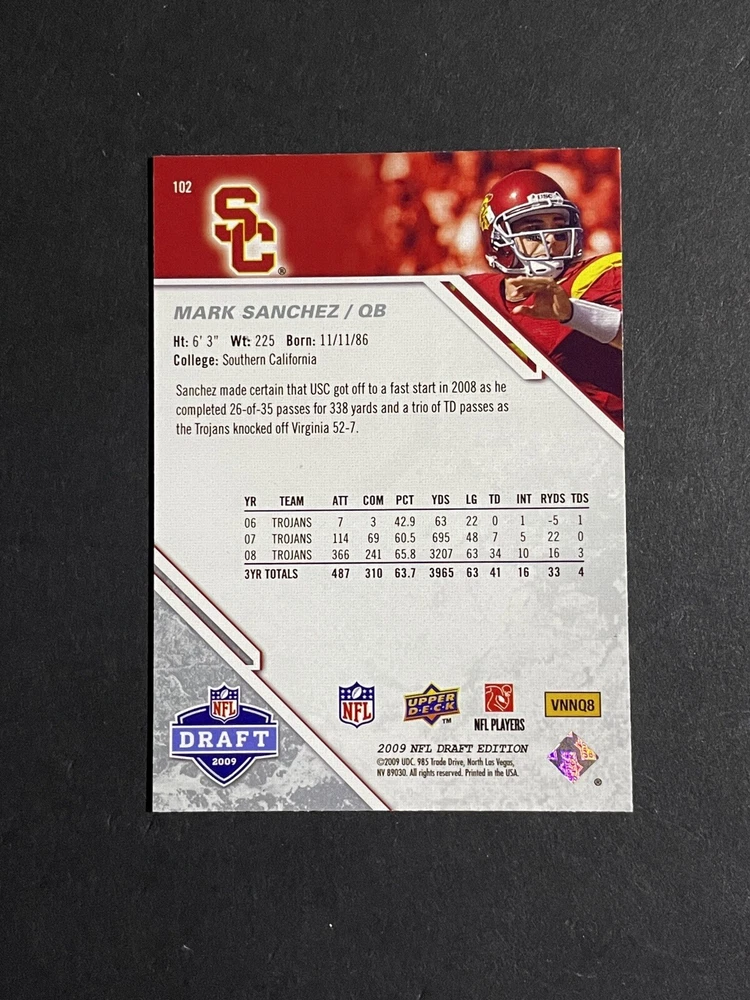 102
SC
®
USC
MARK SANCHEZ / QB
Ht: 6' 3" Wt: 225 Born: 11/11/86
College: Southern California
Sanchez made certain that USC got off to a fast start in 2008 as he
completed 26-of-35 passes for 338 yards and a trio of TD passes as
the Trojans knocked off Virginia 52-7.
YR TEAM ATT COM PCT YDS LG TD INT RYDS TDS
06 TROJANS 7 3 42.9 63 22 0 1 -5 1
07 TROJANS 114 69 60.5 695 48 7 5 22 0
08 TROJANS 366 241 65.8 3207 63 34 10 16 3
3YR TOTALS 487 310 63.7 3965 63 41 16 33 4
NFL
DRAFT
2009
NFL
UPPER
D·E·C·K
TM
NFL PLAYERS
VNNQ8
2009 NFL DRAFT EDITION
©2009 UDC. 985 Trade Drive, North Las Vegas,
NV 89030. All rights reserved. Printed in the USA.
®